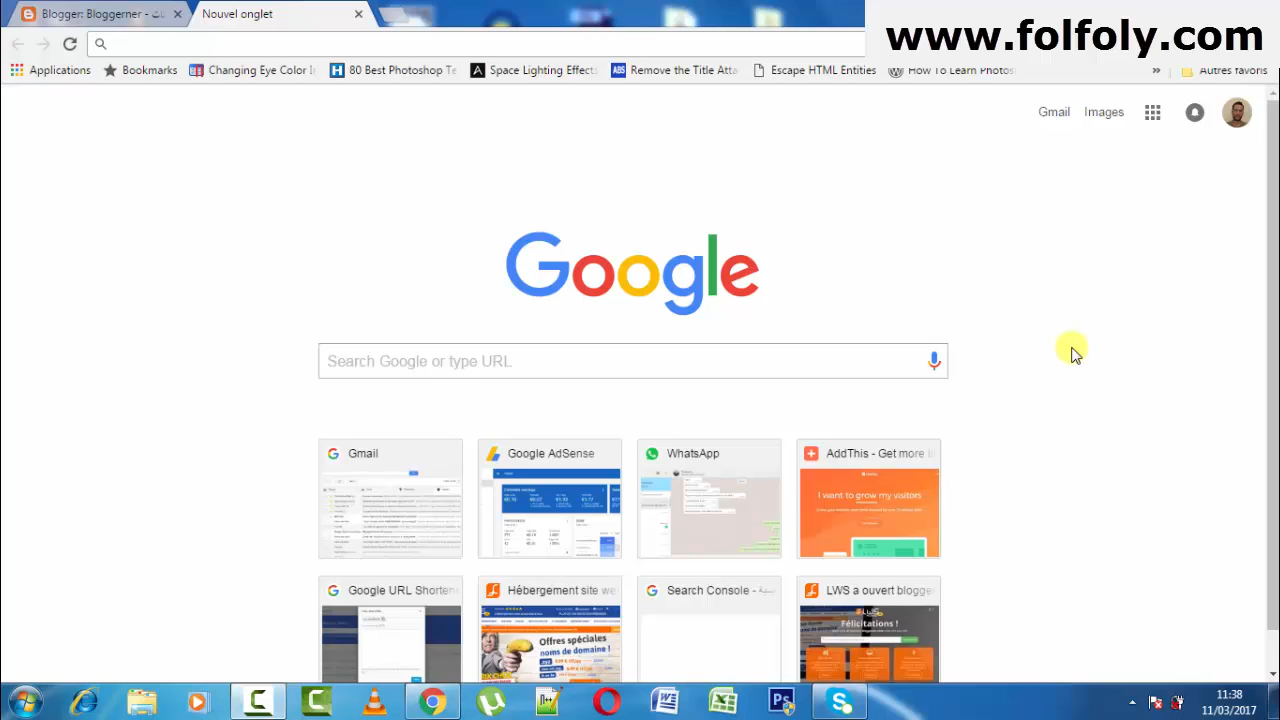 Blogger: Bloggerner -
Nouvel onglet
www.folfoly.com
Applications
Bookmarks
Changing Eye Color
80 Best Photoshop
Space Lighting Effect
ABS
Remove the Title
Escape HTML Entities
How To Learn Photos
»
Autres favoris
Gmail
Images
Google
Search Google or type URL
Gmail
Google AdSense
WhatsApp
AddThis - Get more
I want to grow my visitors
Google URL Shorten
Hébergement site we
Search Console -
LWS a ouvert blogge
Offres spéciales
noms de domaine !
LWS
Félicitations !
11:38
11/03/2017